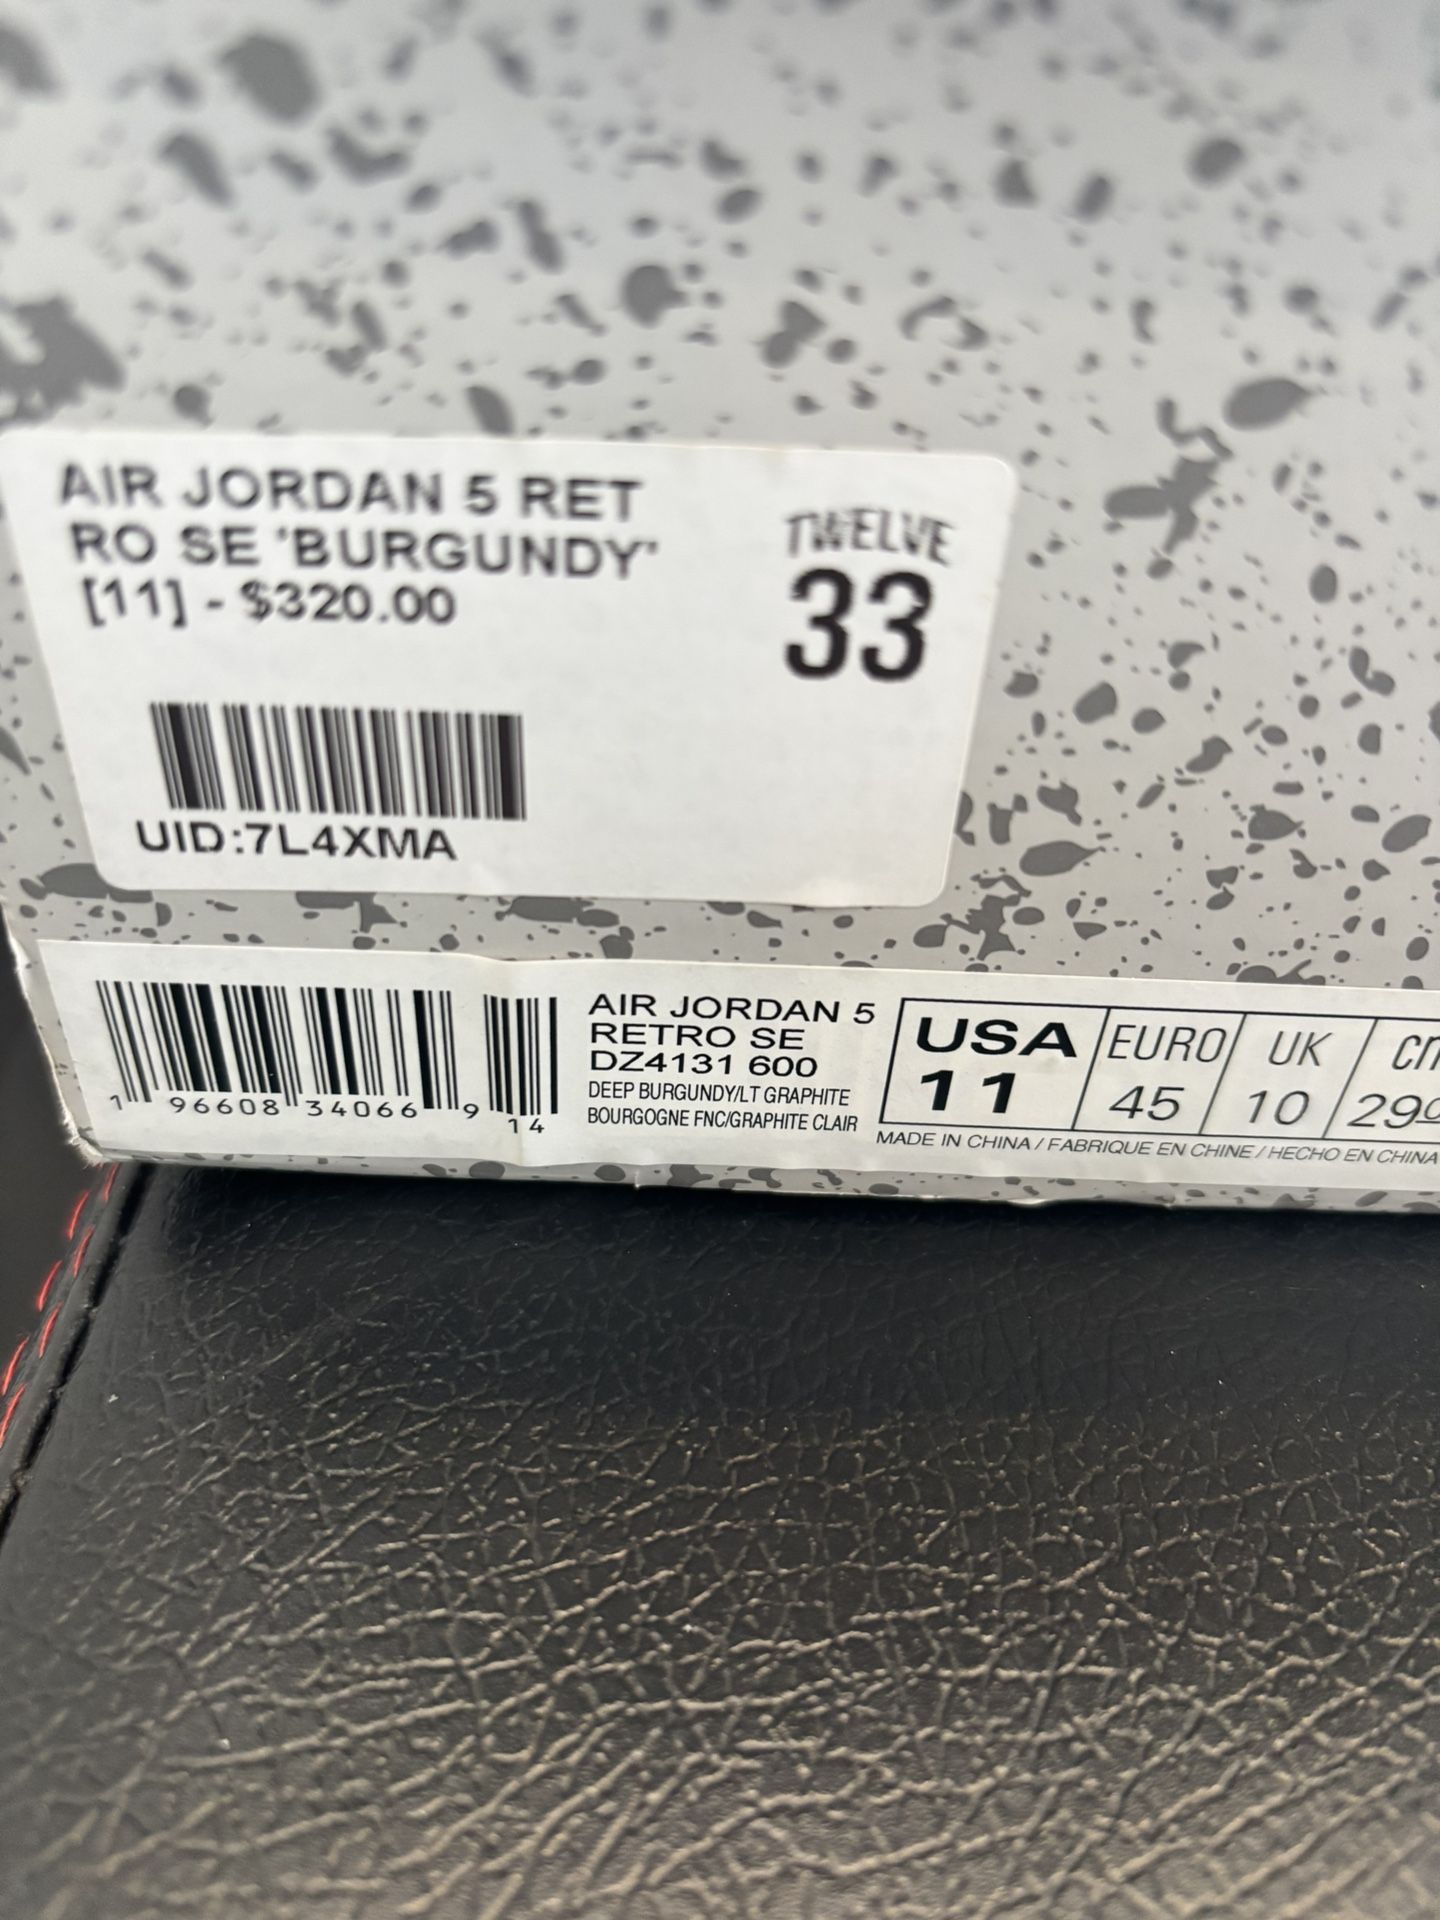 AIR JORDAN 5 RET
RO SE 'BURGUNDY'
[11] - $320.00
TWELVE
33
UID:7L4XMA
1 96608 34066 9 14
AIR JORDAN 5
RETRO SE
DZ4131 600
DEEP BURGUNDY/LT GRAPHITE
BOURGOGNE FNC/GRAPHITE CLAIR
USA EURO UK
11 45 10 29
MADE IN CHINA / FABRIQUE EN CHINE / HECHO EN CHINA